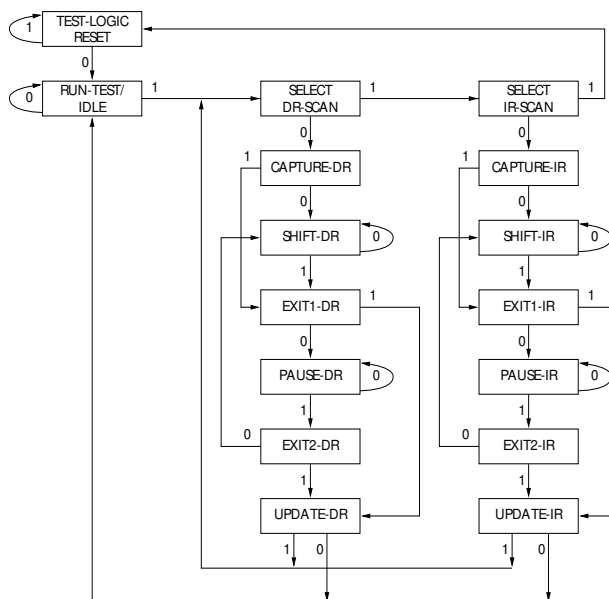 TEST-LOGIC
RESET
1
0
RUN-TEST/
IDLE
0
1
SELECT
DR-SCAN
1
SELECT
IR-SCAN
1
0
0
1
CAPTURE-DR
1
CAPTURE-IR
0
0
SHIFT-DR
0
SHIFT-IR
0
1
1
EXIT1-DR
1
EXIT1-IR
1
0
0
PAUSE-DR
0
PAUSE-IR
0
1
1
0
EXIT2-DR
0
EXIT2-IR
1
1
UPDATE-DR
UPDATE-IR
1
0
1
0